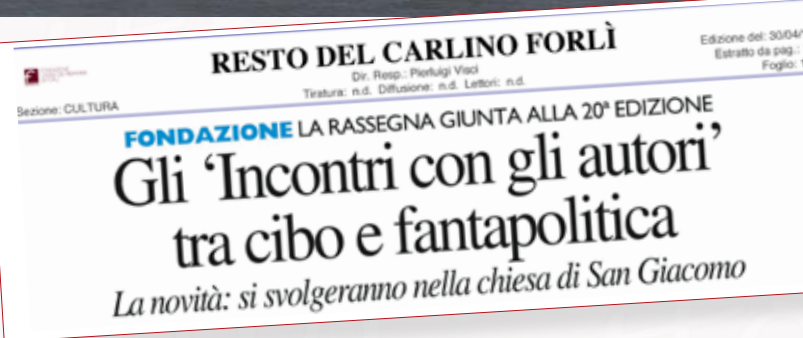 RESTO DEL CARLINO FORLÌ
Dir. Resp.: Pierluigi Visci
Tiratura: n.d. Diffusione: n.d. Lettori: n.d.
Edizione del: 30/04/
Estratto da pag.:
Foglio: 1
Sezione: CULTURA
FONDAZIONE LA RASSEGNA GIUNTA ALLA 20ª EDIZIONE
Gli ‘Incontri con gli autori’
tra cibo e fantapolitica
La novità: si svolgeranno nella chiesa di San Giacomo